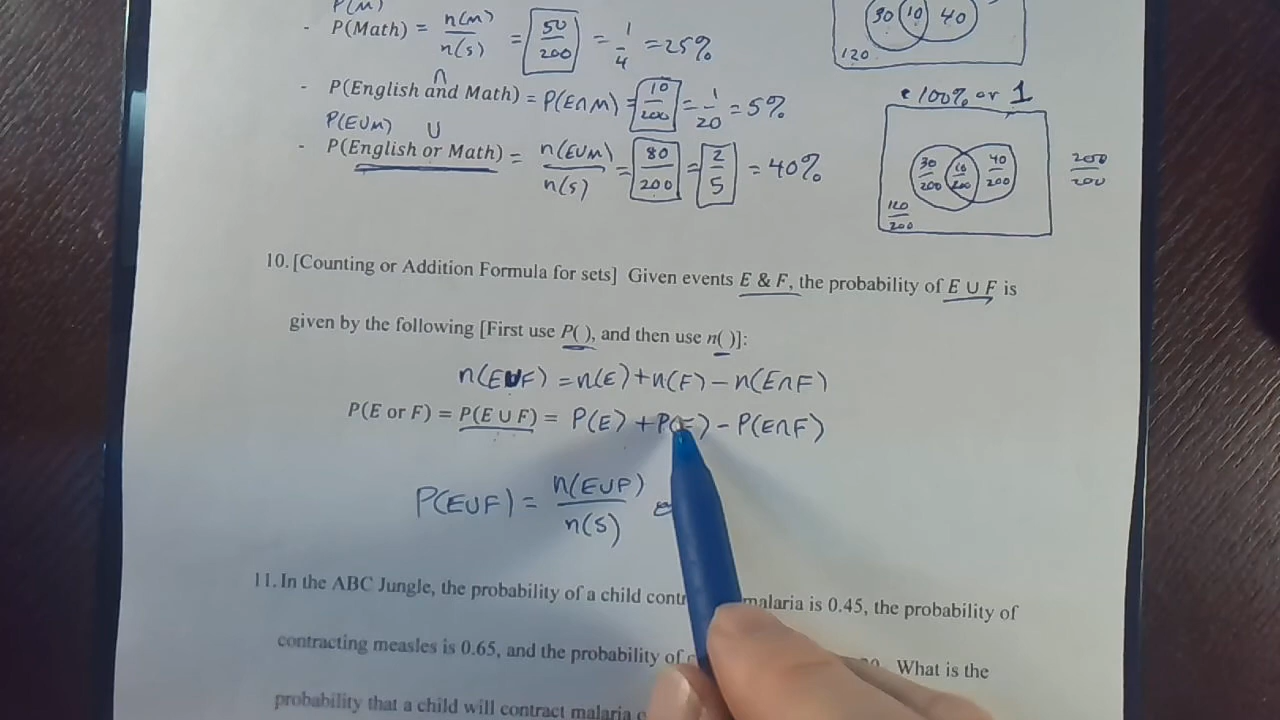 P(M)
- P(Math) = n(M)/n(S) = 50/200 = 1/4 = 25%
30 10 40
120
∩
- P(English and Math) = P(E∩M) = 10/200 = 1/20 = 5%
• 100% or 1
P(EUM) U
- P(English or Math) = n(EUM)/n(S) = 80/200 = 2/5 = 40%
30/200 10/200 40/200
120/200
200/200
10. [Counting or Addition Formula for sets] Given events E & F, the probability of E ∪ F is
given by the following [First use P( ), and then use n( )]:
n(EUF) = n(E) + n(F) − n(E∩F)
P(E or F) = P(E ∪ F) = P(E) + P(F) − P(E∩F)
P(EUF) = n(EUF)/n(S)
11. In the ABC Jungle, the probability of a child malaria is 0.45, the probability of
contracting measles is 0.65, and the probability of What is the
probability that a child will contract malaria